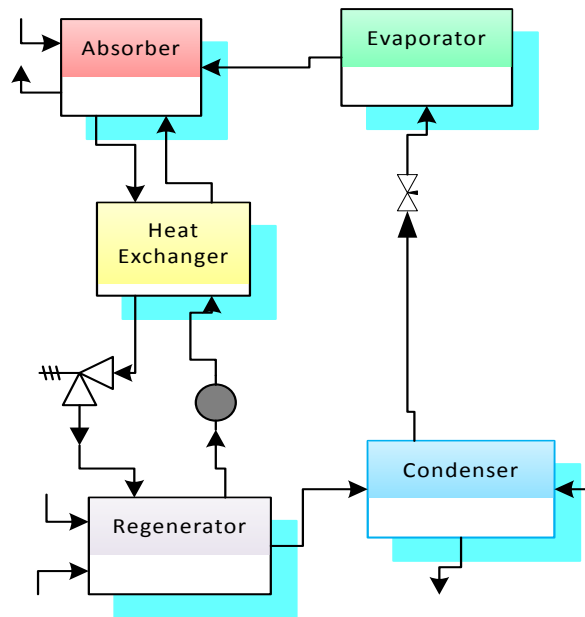 Absorber
Evaporator
Heat
Exchanger
Condenser
Regenerator